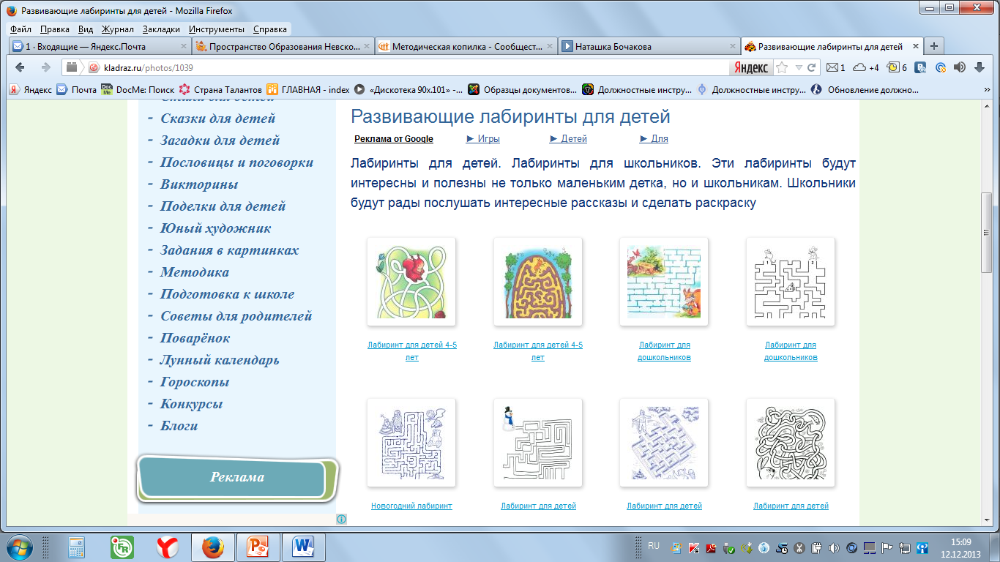 Развивающие лабиринты для детей - Mozilla Firefox
Файл Правка Вид Журнал Закладки Инструменты Справка
1 · Входящие — Яндекс.Почта
Пространство Образования Невско...
Методическая копилка - Сообщест...
Наташка Бочакова
Развивающие лабиринты для детей
kladraz.ru/photos/1039
Яндекс
1
+4
6
Яндекс Почта DocMe: Поиск Страна Талантов ГЛАВНАЯ - index «Дискотека 90х.101» -... Образцы документов... Должностные инстру... Должностные инстру... Обновление должно... »
- Сказки для детей
- Загадки для детей
- Пословицы и поговорки
- Викторины
- Поделки для детей
- Юный художник
- Задания в картинках
- Методика
- Подготовка к школе
- Советы для родителей
- Поварёнок
- Лунный календарь
- Гороскопы
- Конкурсы
- Блоги
Реклама
Развивающие лабиринты для детей
Реклама от Google ► Игры ► Детей ► Для
Лабиринты для детей. Лабиринты для школьников. Эти лабиринты будут
интересны и полезны не только маленьким детка, но и школьникам. Школьники
будут рады послушать интересные рассказы и сделать раскраску
Лабиринт для детей 4-5
лет
Лабиринт для детей 4-5
лет
Лабиринт для
дошкольников
Лабиринт для
дошкольников
Новогодний лабиринт
Лабиринт для детей
Лабиринт для детей
Лабиринт для детей
RU
15:09
12.12.2013